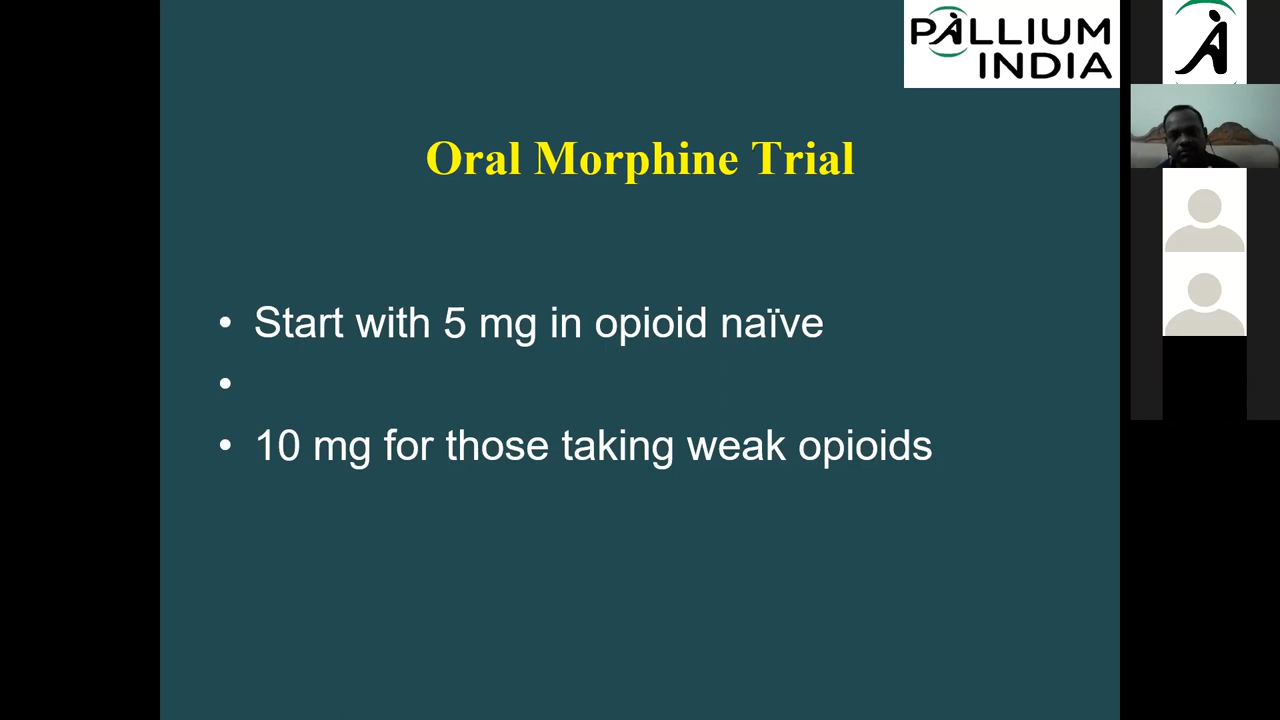 PALLIUM
INDIA
Oral Morphine Trial
• Start with 5 mg in opioid naïve
•
• 10 mg for those taking weak opioids